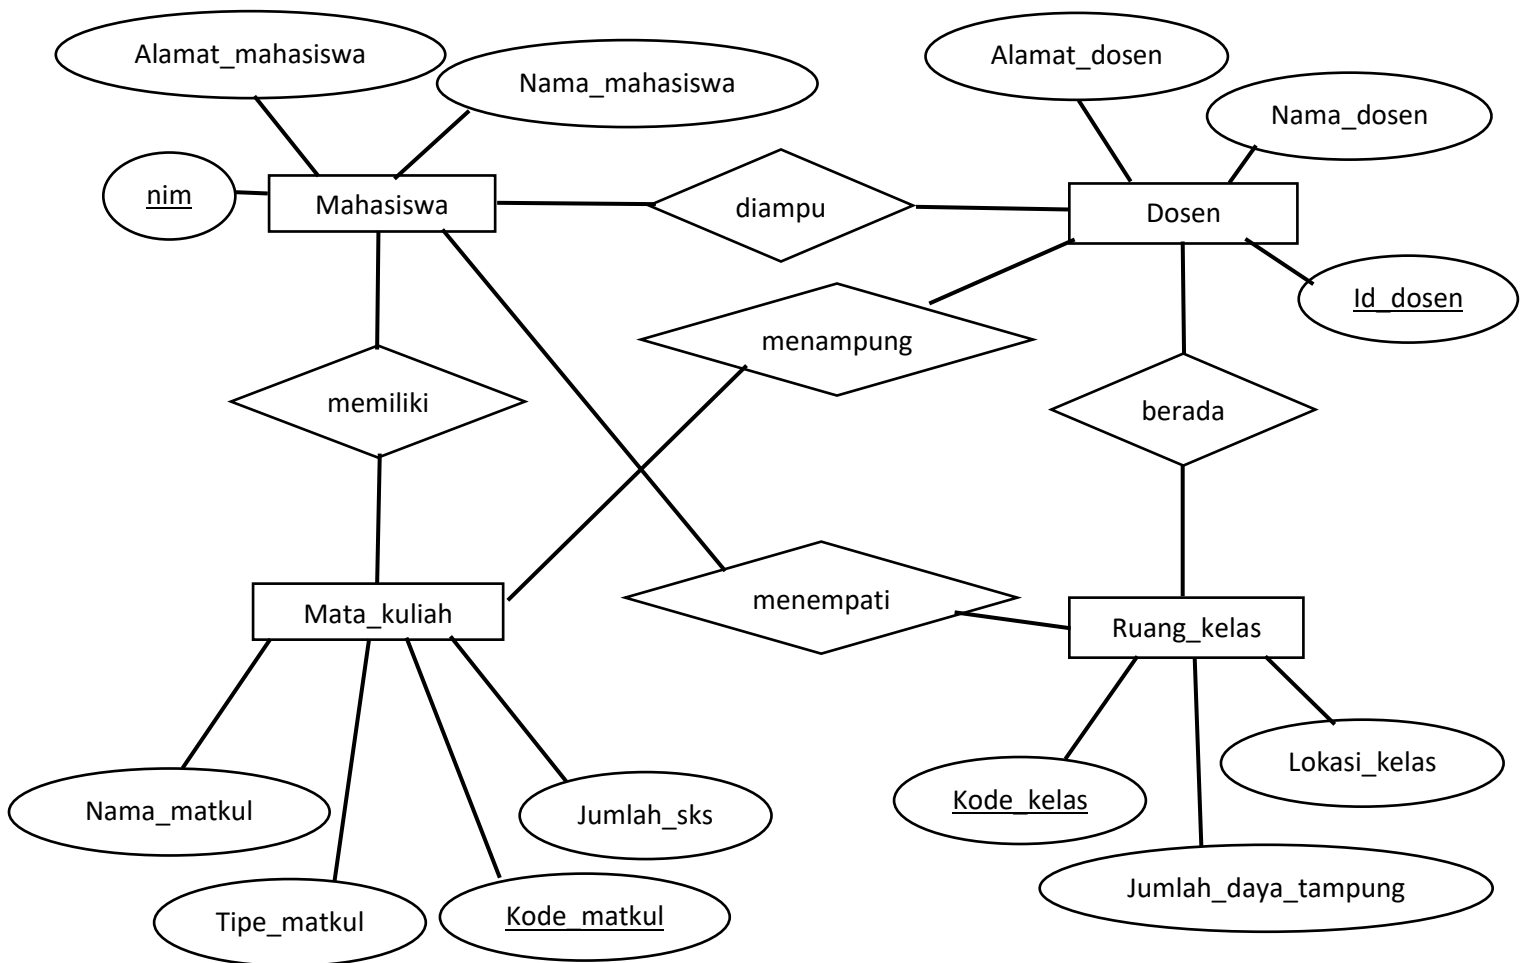 Alamat_mahasiswa
Nama_mahasiswa
Alamat_dosen
Nama_dosen
nim
Mahasiswa
diampu
Dosen
Id_dosen
menampung
memiliki
berada
Mata_kuliah
menempati
Ruang_kelas
Nama_matkul
Jumlah_sks
Kode_kelas
Lokasi_kelas
Tipe_matkul
Kode_matkul
Jumlah_daya_tampung